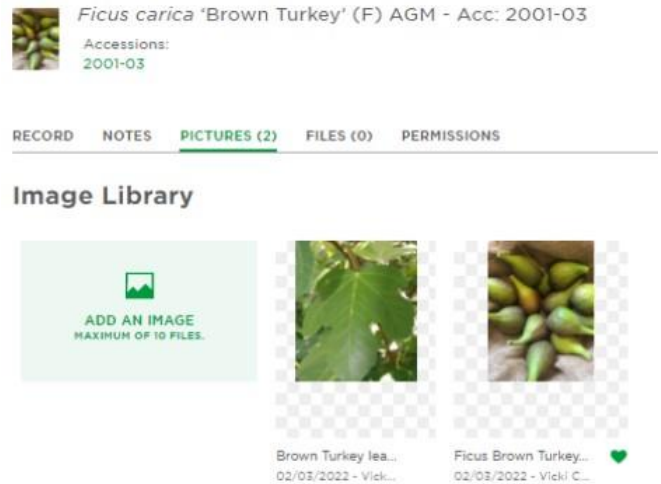 Ficus carica ‘Brown Turkey’ (F) AGM - Acc: 2001-03
Accessions:
2001-03
RECORD NOTES PICTURES (2) FILES (0) PERMISSIONS
Image Library
ADD AN IMAGE
MAXIMUM OF 10 FILES.
Brown Turkey lea...
02/03/2022 - Vick...
Ficus Brown Turkey...
02/03/2022 - Vicki C...